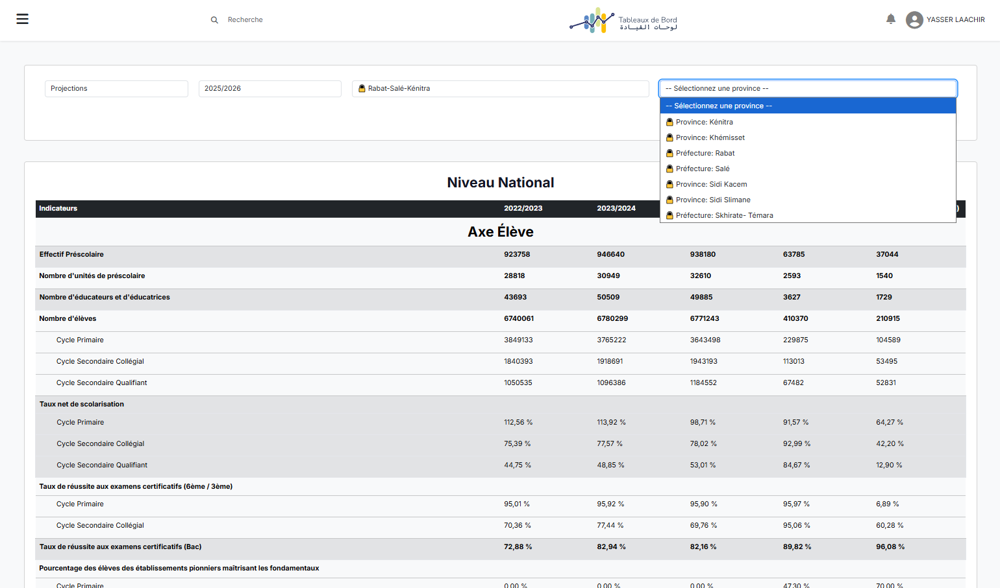 Recherche
Tableaux de Bord
لوحات القيادة
YASSER LAACHIR
Projections
2025/2026
Rabat-Salé-Kénitra
-- Sélectionnez une province --
-- Sélectionnez une province --
Province: Kénitra
Province: Khémisset
Préfecture: Rabat
Préfecture: Salé
Province: Sidi Kacem
Province: Sidi Slimane
Préfecture: Skhirate- Témara
Niveau National
Indicateurs 2022/2023 2023/2024 )
Axe Élève
Effectif Préscolaire 923758 946640 938180 63785 37044
Nombre d'unités de préscolaire 28818 30949 32610 2593 1540
Nombre d'éducateurs et d'éducatrices 43693 50509 49885 3627 1729
Nombre d'élèves 6740061 6780299 6771243 410370 210915
Cycle Primaire 3849133 3765222 3643498 229875 104589
Cycle Secondaire Collégial 1840393 1918691 1943193 113013 53495
Cycle Secondaire Qualifiant 1050535 1096386 1184552 67482 52831
Taux net de scolarisation
Cycle Primaire 112,56 % 113,92 % 98,71 % 91,57 % 64,27 %
Cycle Secondaire Collégial 75,39 % 77,57 % 78,02 % 92,99 % 42,20 %
Cycle Secondaire Qualifiant 44,75 % 48,85 % 53,01 % 84,67 % 12,90 %
Taux de réussite aux examens certificatifs (6ème / 3ème)
Cycle Primaire 95,01 % 95,92 % 95,90 % 95,97 % 6,89 %
Cycle Secondaire Collégial 70,36 % 77,44 % 69,76 % 95,06 % 60,28 %
Taux de réussite aux examens certificatifs (Bac) 72,88 % 82,94 % 82,16 % 89,82 % 96,08 %
Pourcentage des élèves des établissements pionniers maîtrisant les fondamentaux
Cycle Primaire 0,00 % 0,00 % 0,00 % 47,30 % 70,00 %